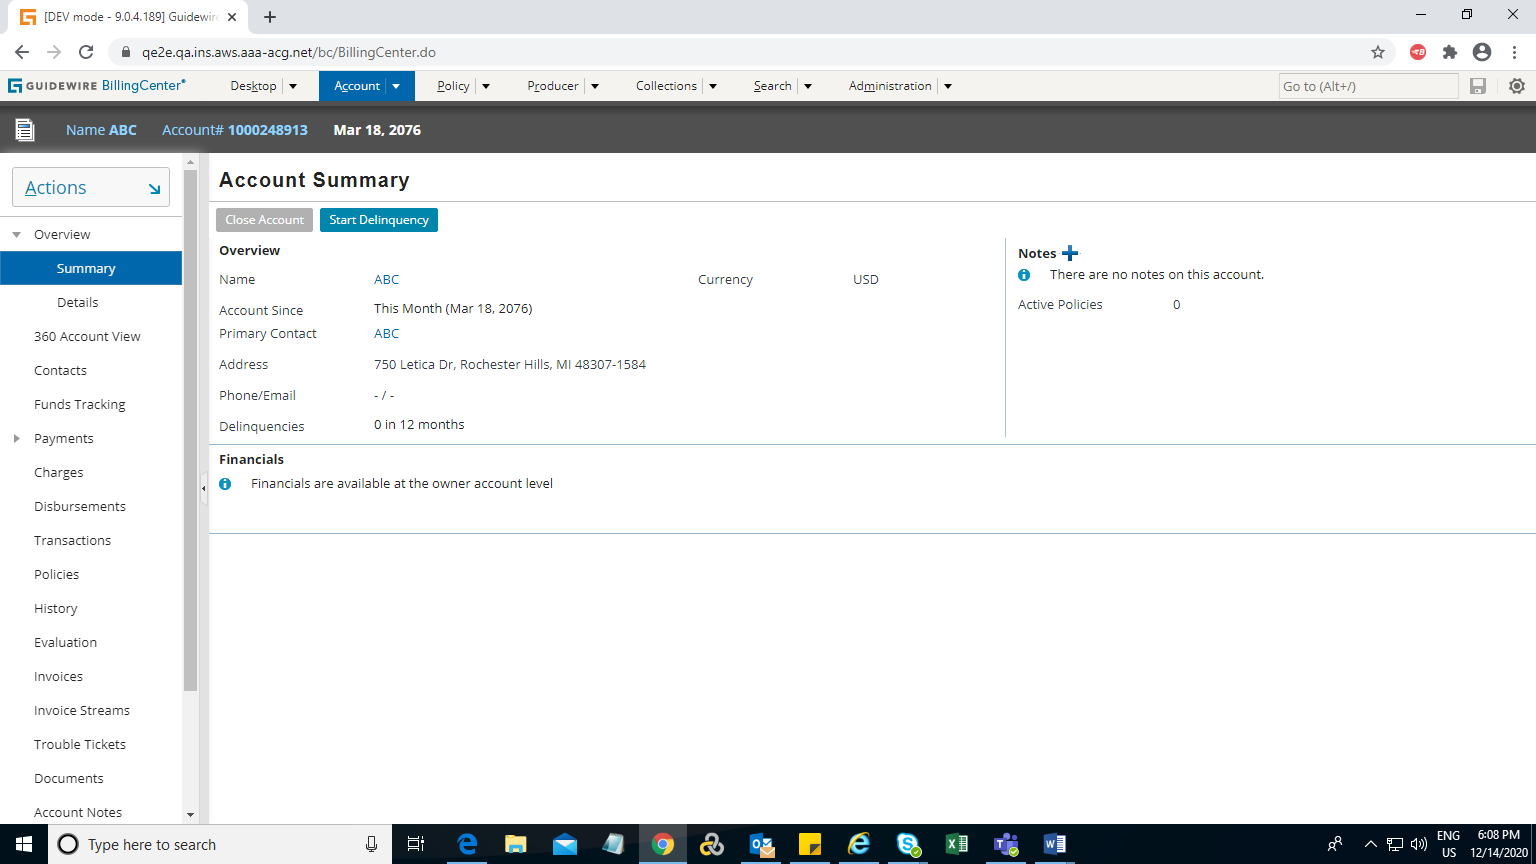 [DEV mode - 9.0.4.189] Guidewire
qe2e.qa.ins.aws.aaa-acg.net/bc/BillingCenter.do
GUIDEWIRE BillingCenter Desktop Account Policy Producer Collections Search Administration Go to (Alt+/)
Name ABC Account# 1000248913 Mar 18, 2076
Actions
Overview
Summary
Details
360 Account View
Contacts
Funds Tracking
Payments
Charges
Disbursements
Transactions
Policies
History
Evaluation
Invoices
Invoice Streams
Trouble Tickets
Documents
Account Notes
Account Summary
Close Account Start Delinquency
Overview
Name ABC Currency USD
Account Since This Month (Mar 18, 2076)
Primary Contact ABC
Address 750 Letica Dr, Rochester Hills, MI 48307-1584
Phone/Email - / -
Delinquencies 0 in 12 months
Notes
There are no notes on this account.
Active Policies 0
Financials
Financials are available at the owner account level
Type here to search
ENG
US
6:08 PM
12/14/2020